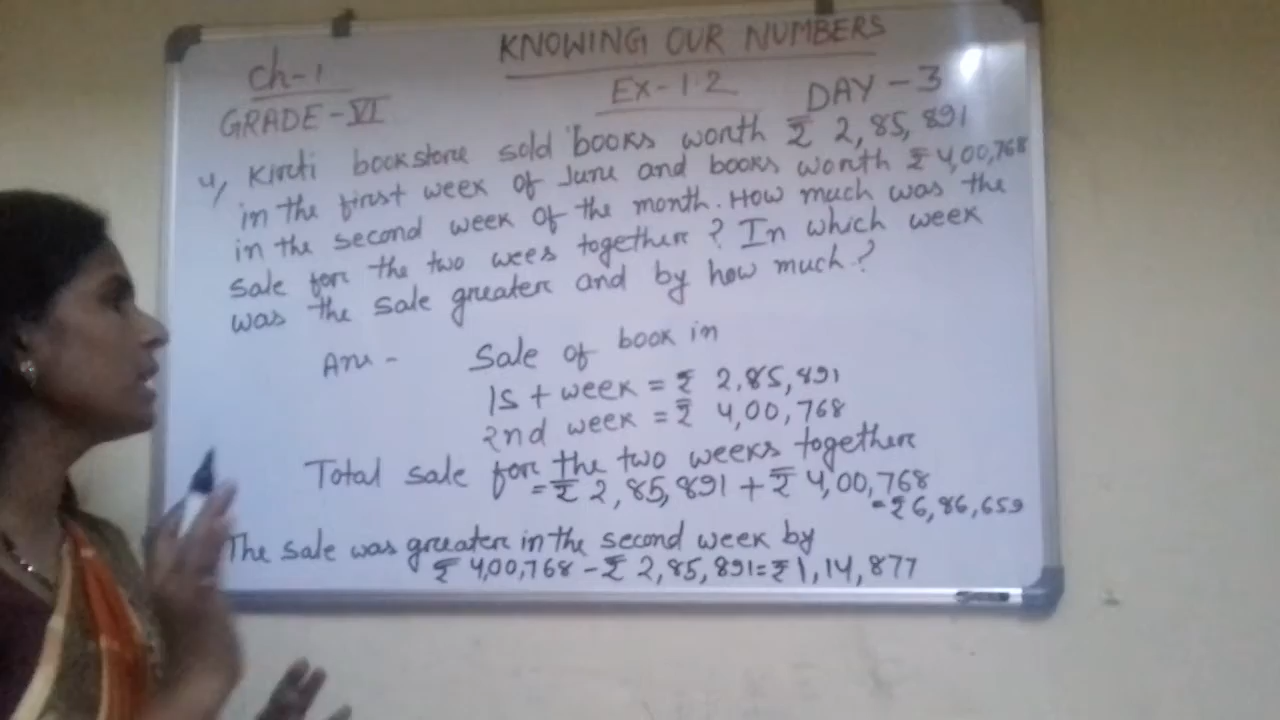 KNOWING OUR NUMBERS
Ch-1
EX-1.2
DAY-3
GRADE-VI
4) Kirti bookstore sold books worth ₹ 2,85,891
in the first week of June and books worth ₹ 4,00,768
in the second week of the month. How much was the
sale for the two wees together? In which week
was the sale greater and by how much?
Ans - Sale of book in
1st week = ₹ 2,85,891
2nd week = ₹ 4,00,768
Total sale for the two weeks together
= ₹ 2,85,891 + ₹ 4,00,768
= ₹6,86,659
The sale was greater in the second week by
₹ 4,00,768 - ₹ 2,85,891 = ₹1,14,877